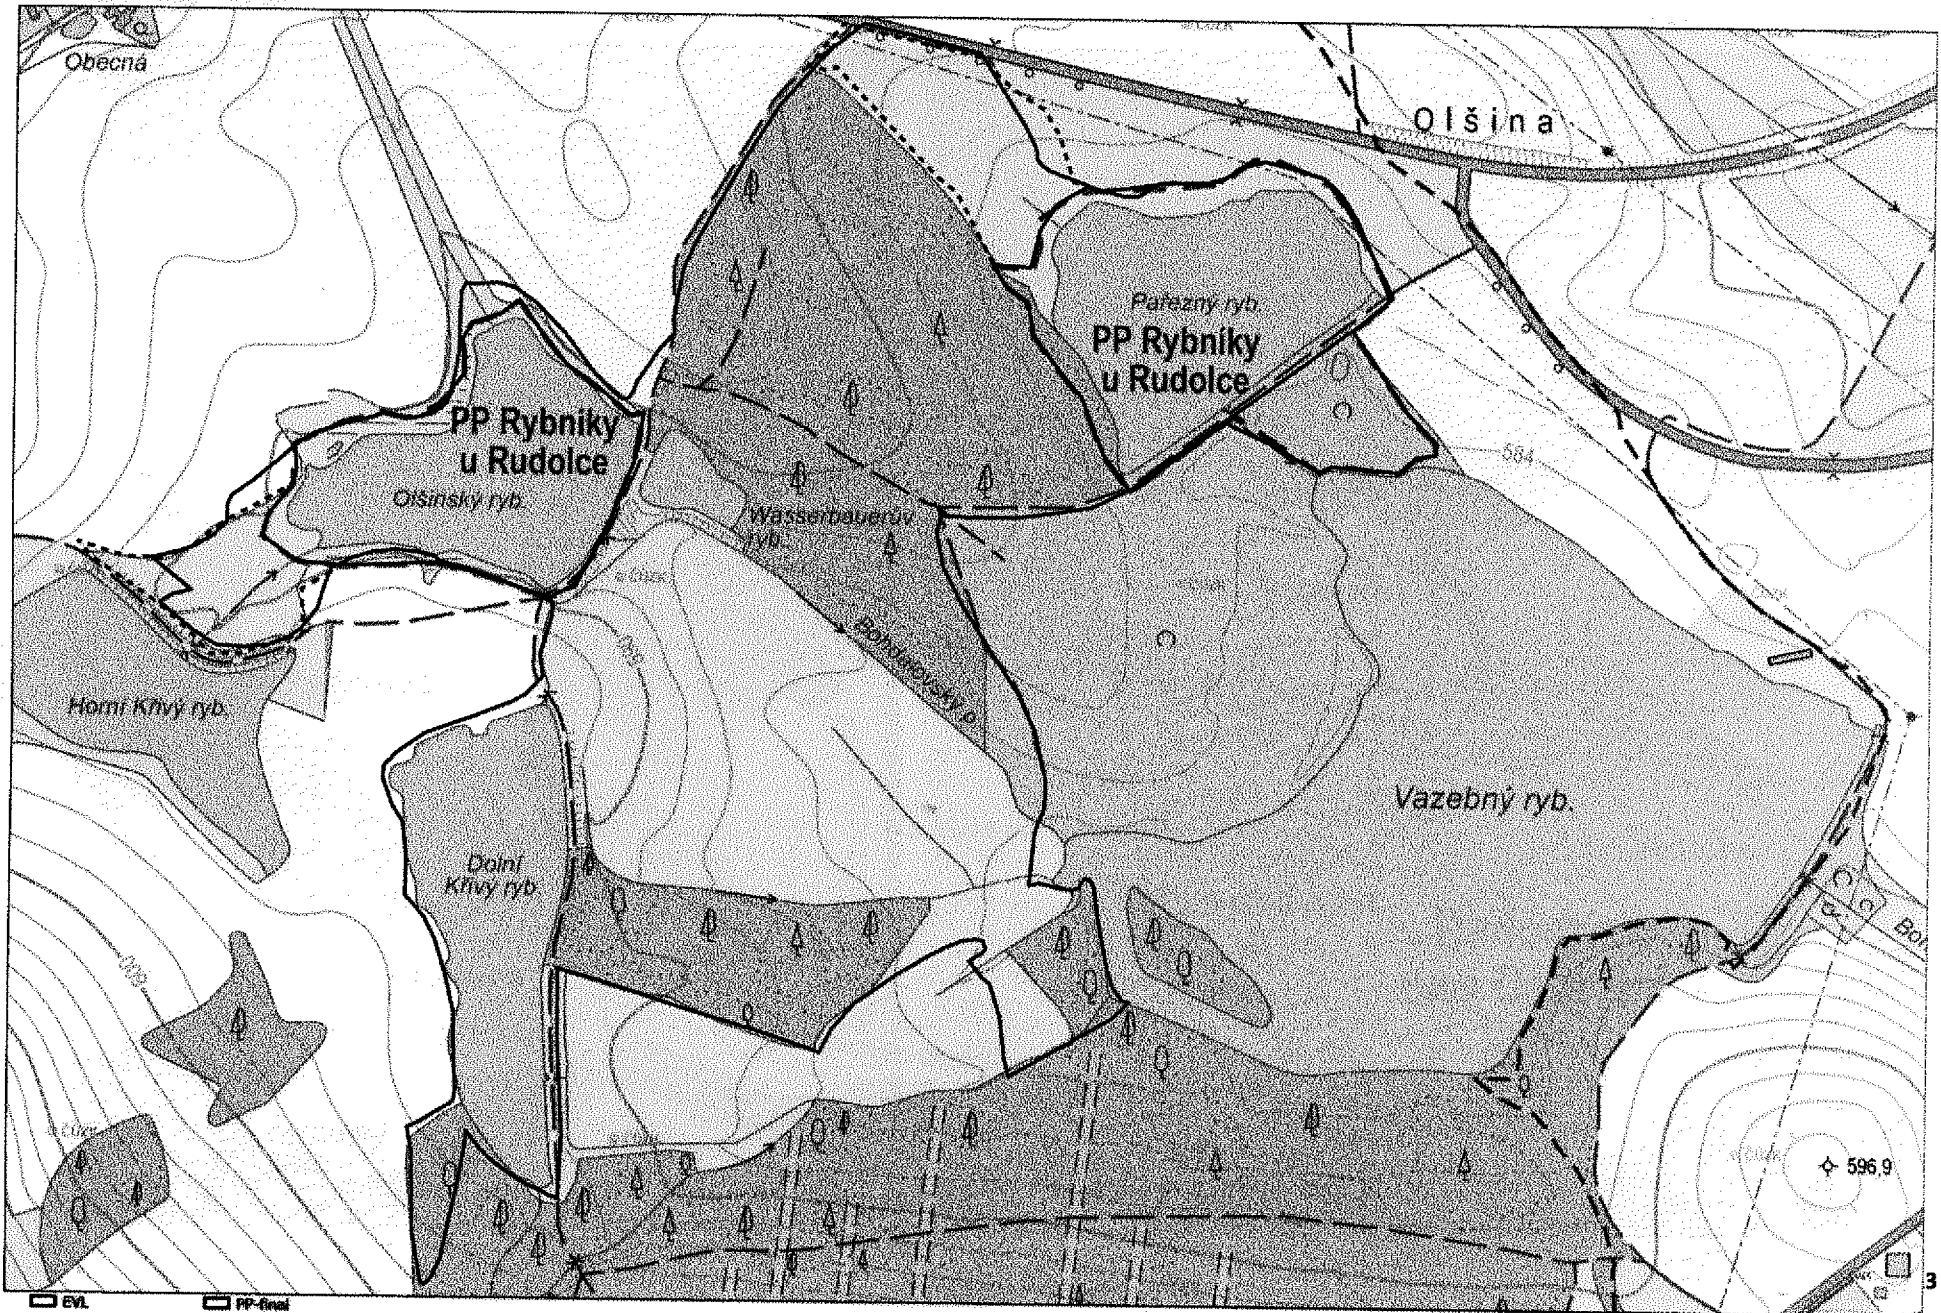 Obecná
Olšina
Pařezný ryb.
PP Rybníky
u Rudolce
PP Rybníky
u Rudolce
Olšinský ryb.
584
Wasserbauerův
ryb.
Bohdalovský p.
Horní Křivý ryb.
Vazebný ryb.
Dolní
Křivý ryb.
Boh
596,9
3
EVL
PP-final